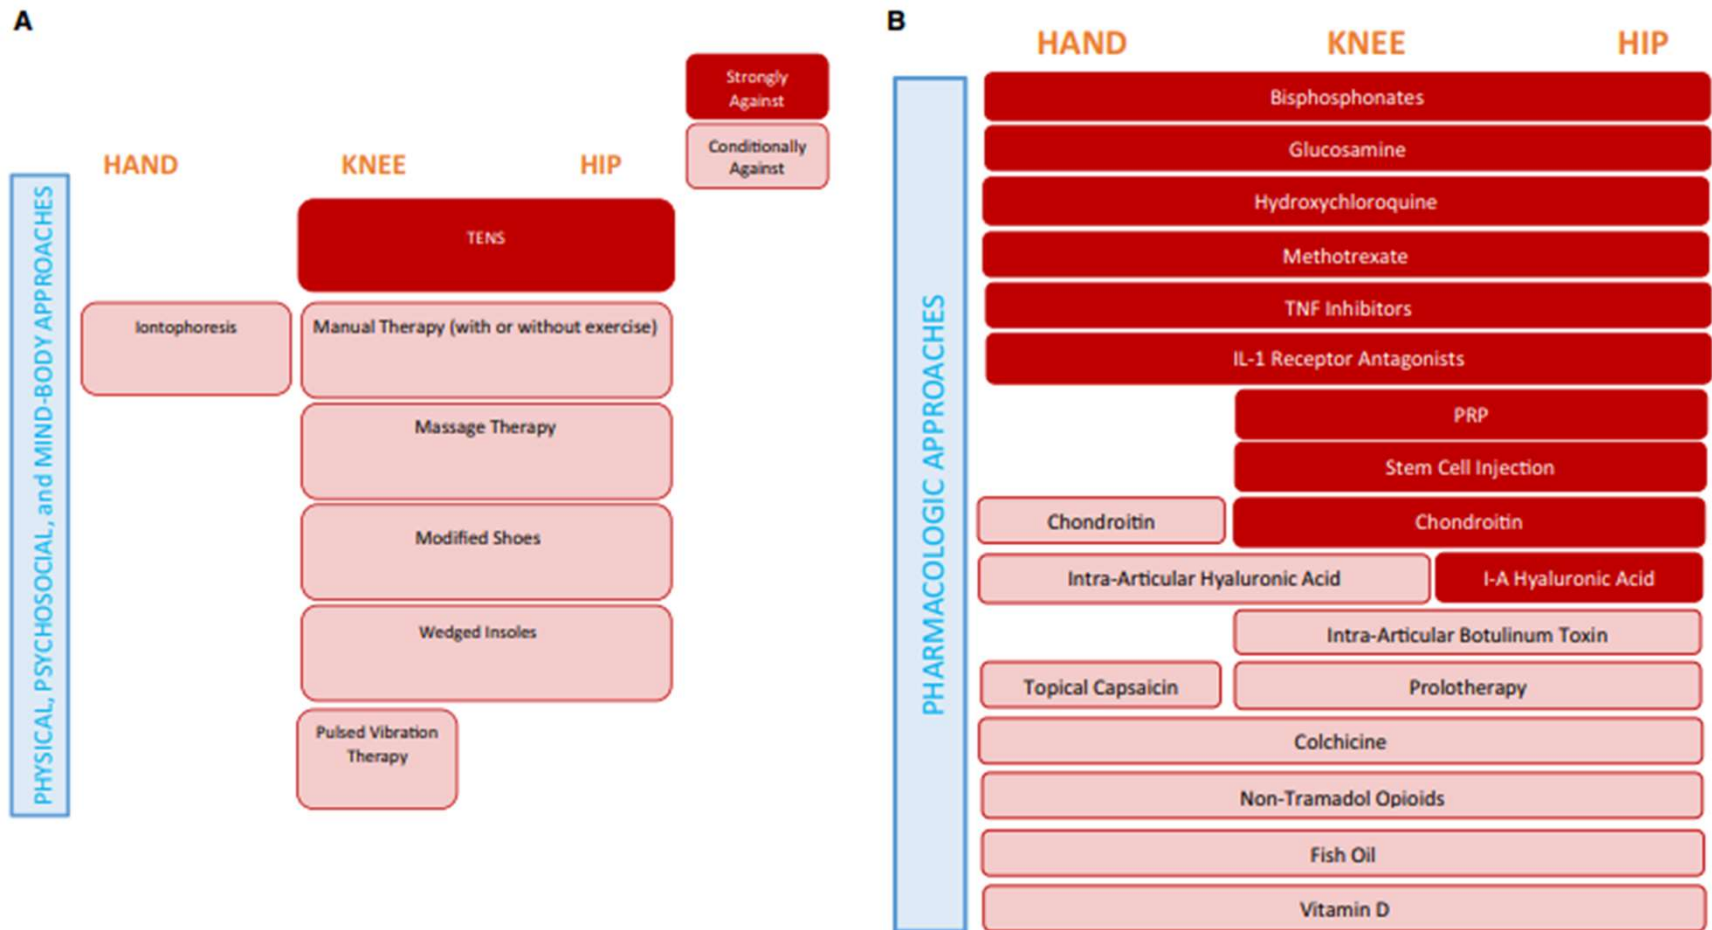 A
Strongly
Against
Conditionally
Against
HAND KNEE HIP
PHYSICAL, PSYCHOSOCIAL, and MIND-BODY APPROACHES
TENS
Iontophoresis
Manual Therapy (with or without exercise)
Massage Therapy
Modified Shoes
Wedged Insoles
Pulsed Vibration
Therapy
B
HAND KNEE HIP
PHARMACOLOGIC APPROACHES
Bisphosphonates
Glucosamine
Hydroxychloroquine
Methotrexate
TNF Inhibitors
IL-1 Receptor Antagonists
PRP
Stem Cell Injection
Chondroitin Chondroitin
Intra-Articular Hyaluronic Acid I-A Hyaluronic Acid
Intra-Articular Botulinum Toxin
Topical Capsaicin Prolotherapy
Colchicine
Non-Tramadol Opioids
Fish Oil
Vitamin D